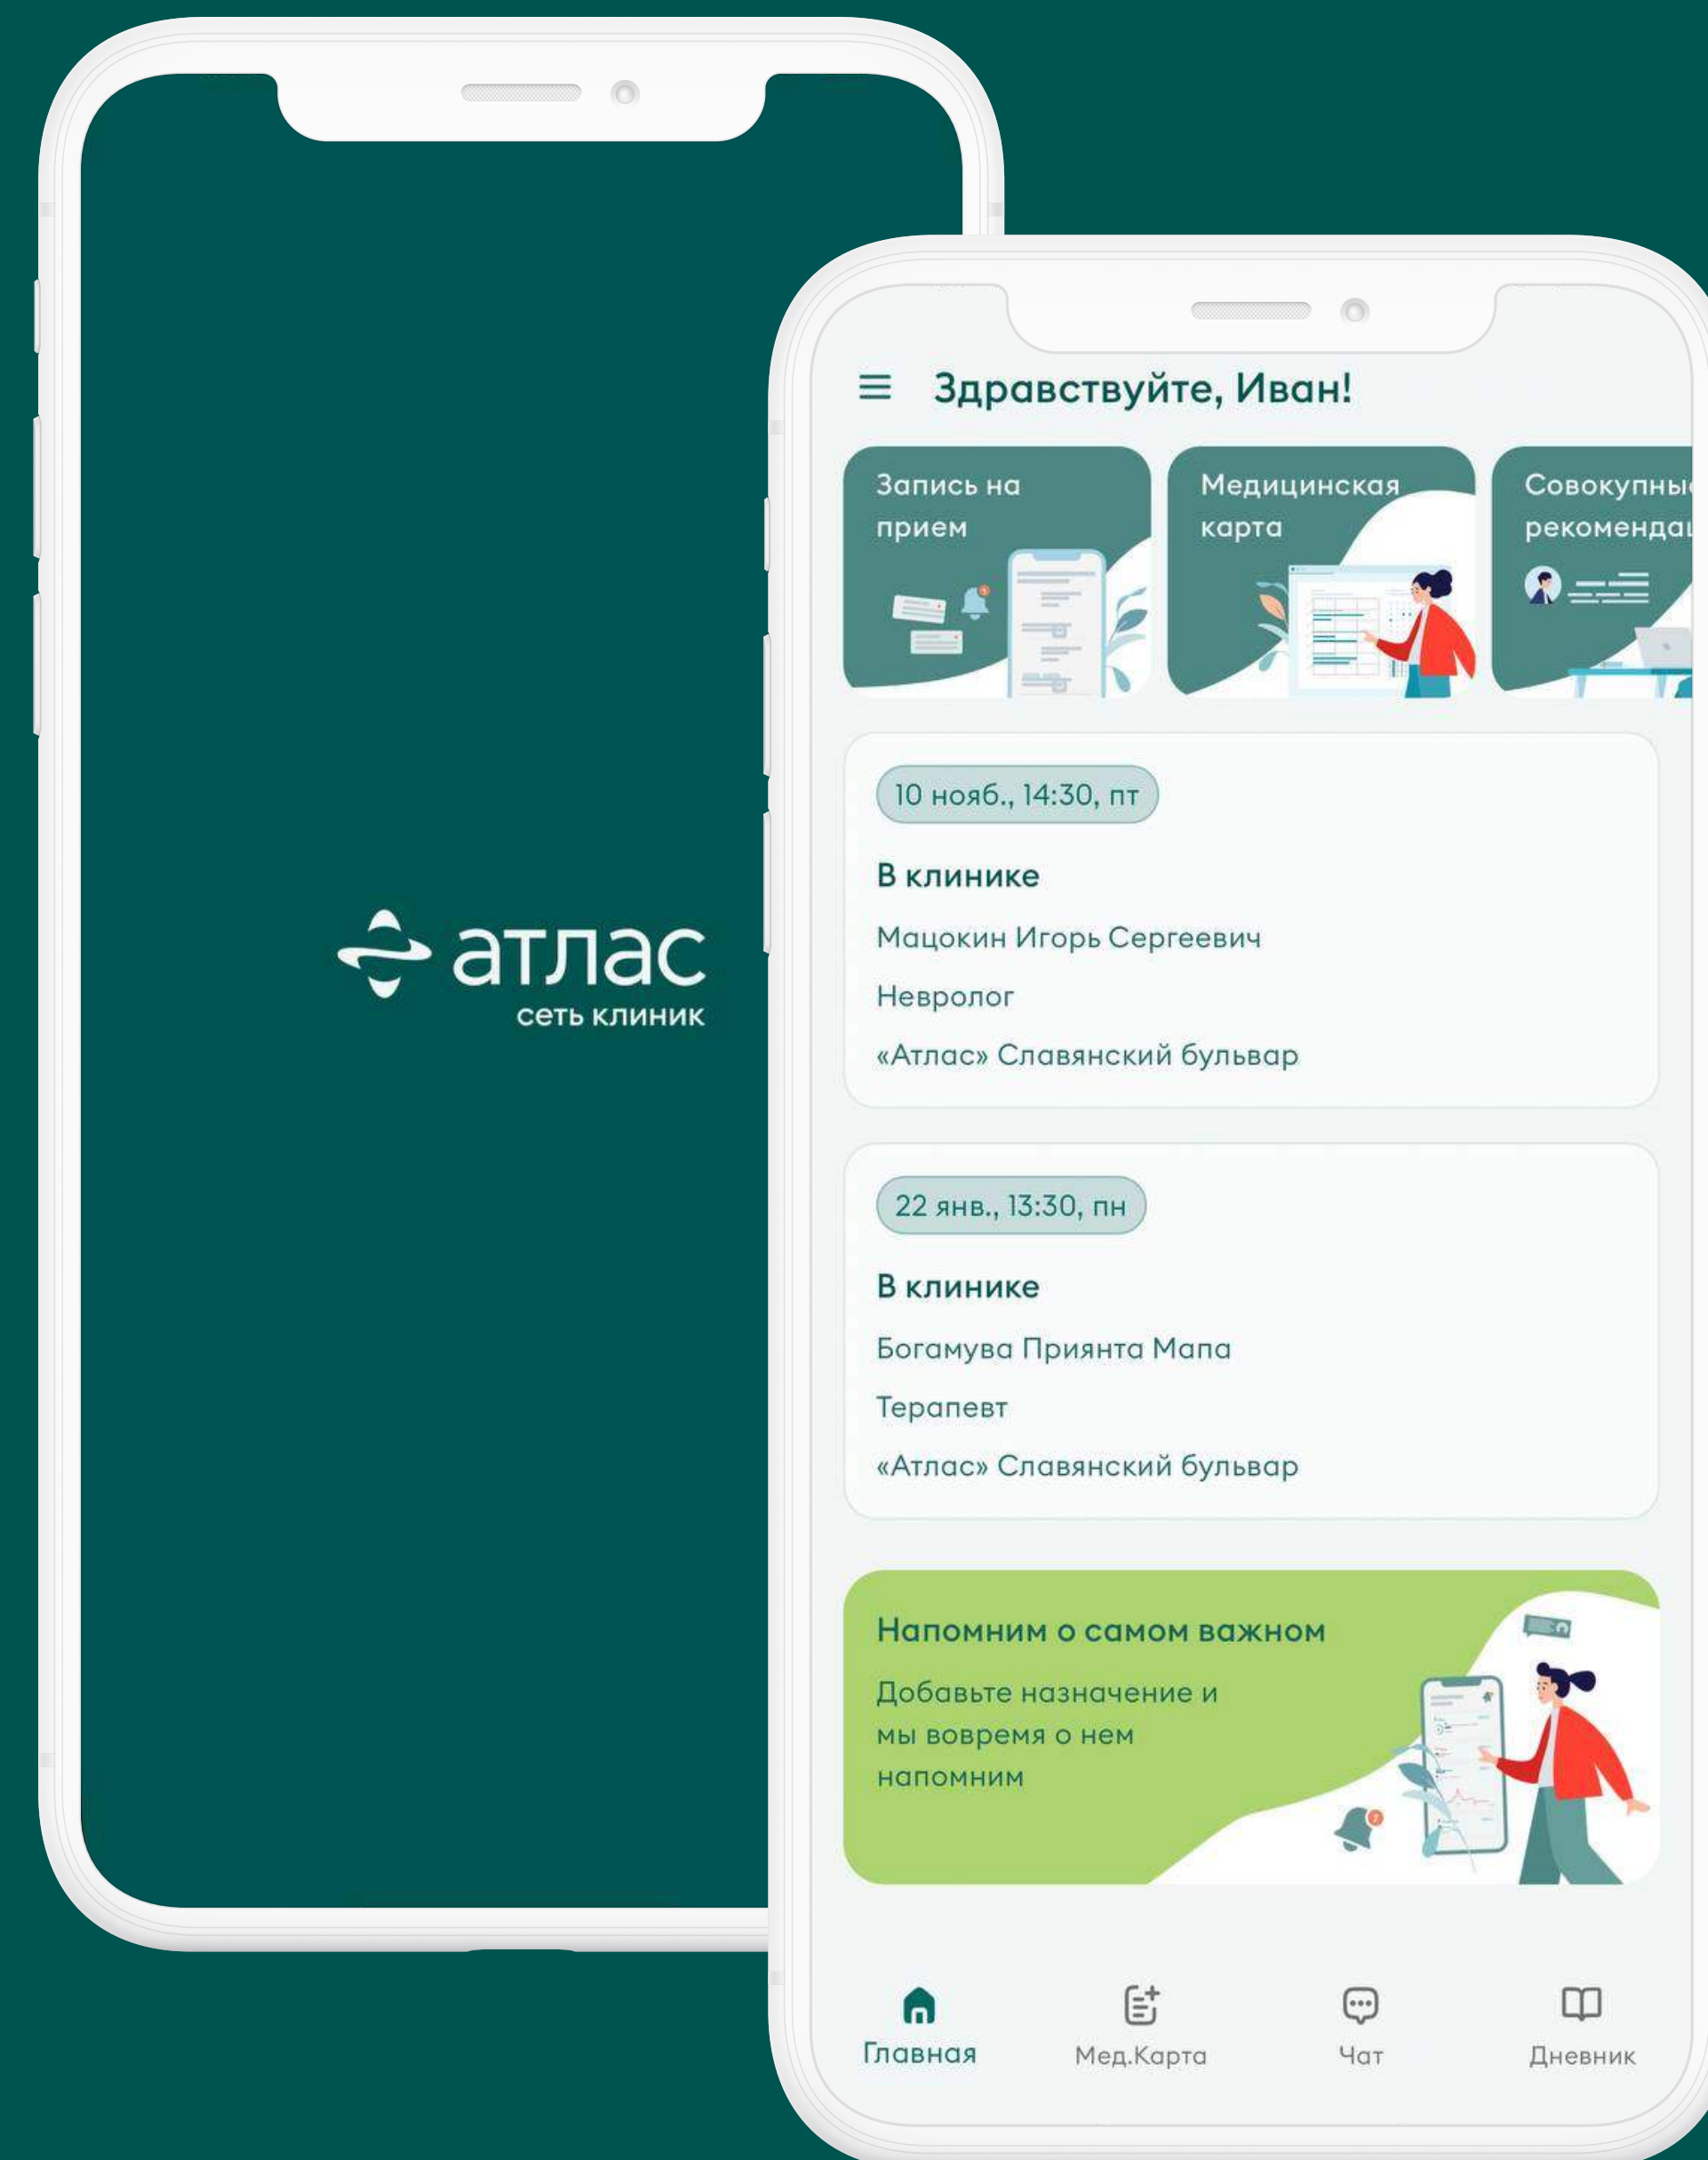 атлас
сеть клиник
Здравствуйте, Иван!
Запись на
прием
Медицинская
карта
Совокупны
рекоменда
10 нояб., 14:30, пт
В клинике
Мацокин Игорь Сергеевич
Невролог
«Атлас» Славянский бульвар
22 янв., 13:30, пн
В клинике
Богамува Приянта Мапа
Терапевт
«Атлас» Славянский бульвар
Напомним о самом важном
Добавьте назначение и
мы вовремя о нем
напомним
Главная
Мед.Карта
Чат
Дневник